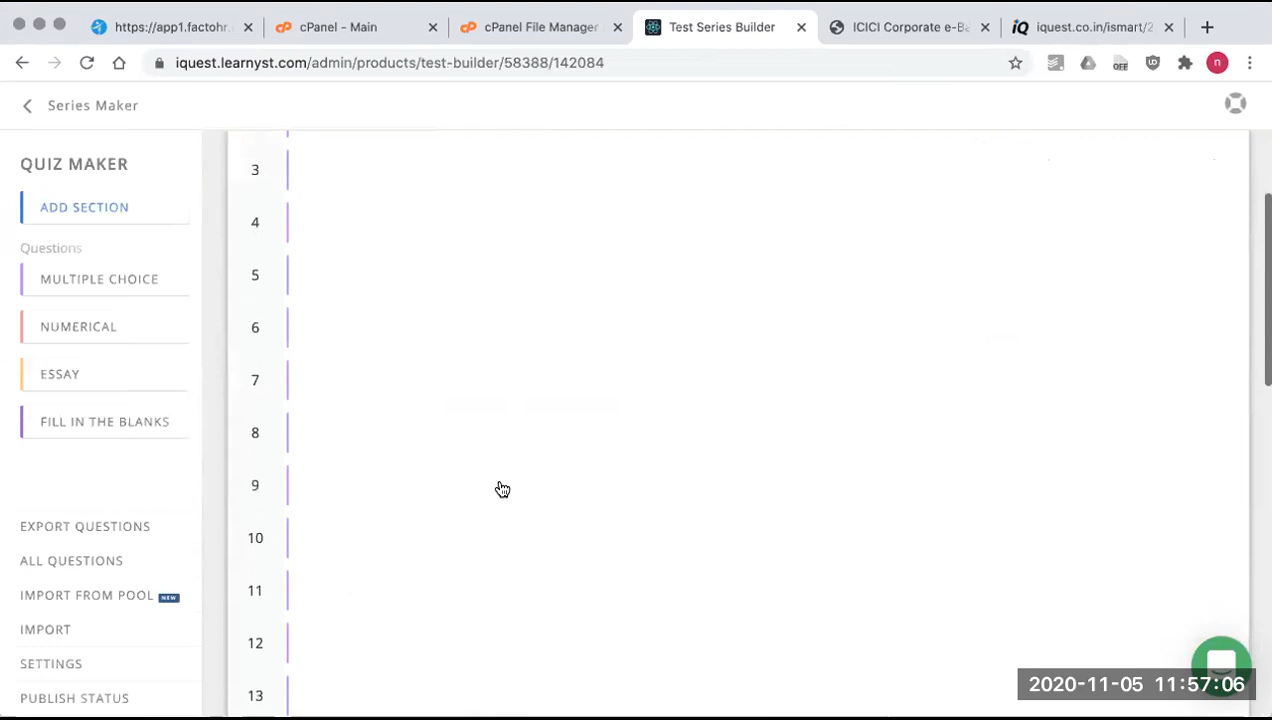 https://app1.factohr.
cPanel - Main
cPanel File Manager
Test Series Builder
ICICI Corporate e-Ba
iQ
iquest.co.in/ismart/2
iquest.learnyst.com/admin/products/test-builder/58388/142084
OFF
n
Series Maker
QUIZ MAKER
ADD SECTION
Questions
MULTIPLE CHOICE
NUMERICAL
ESSAY
FILL IN THE BLANKS
EXPORT QUESTIONS
ALL QUESTIONS
IMPORT FROM POOL NEW
IMPORT
SETTINGS
PUBLISH STATUS
3
4
5
6
7
8
9
10
11
12
13
2020-11-05 11:57:06